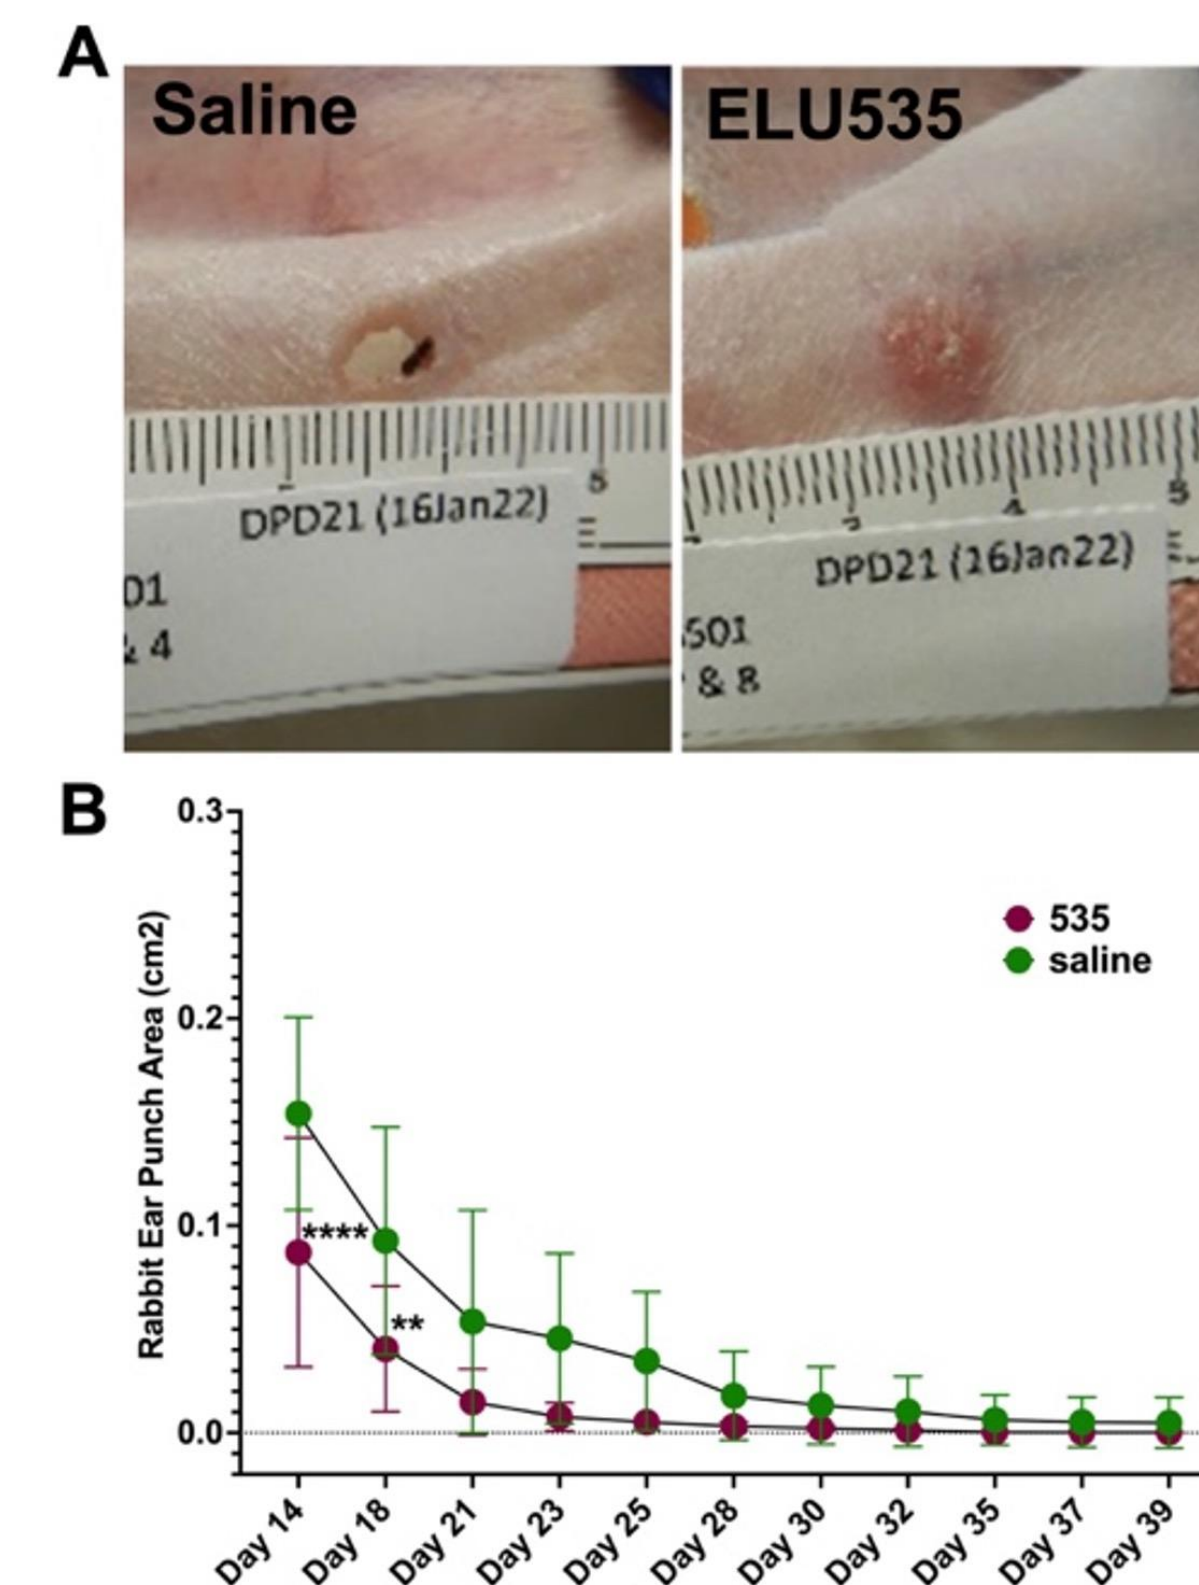 A
Saline
ELU535
5
DPD21 (16Jan22)
01
& 4
4
5
DPD21 (16Jan22)
S01
& 8
B
0.3
0.2
0.1
0.0
Rabbit Ear Punch Area (cm2)
535
saline
****
**
Day 14
Day 18
Day 21
Day 23
Day 25
Day 28
Day 30
Day 32
Day 35
Day 37
Day 39